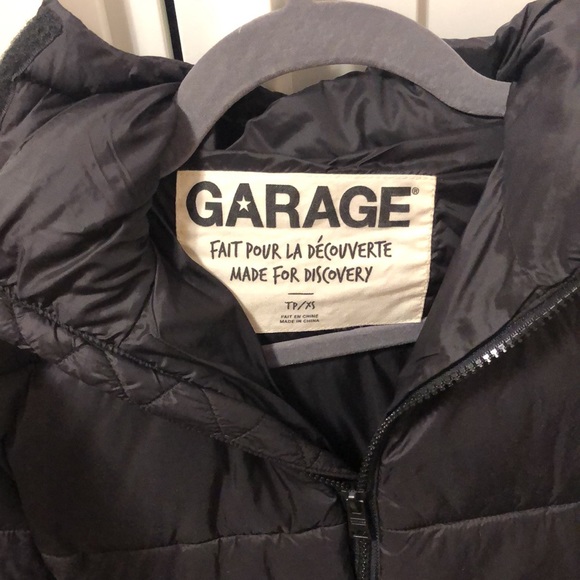 GARAGE®
FAIT POUR LA DÉCOUVERTE
MADE FOR DISCOVERY
TP/XS
FAIT EN CHINE
MADE IN CHINA